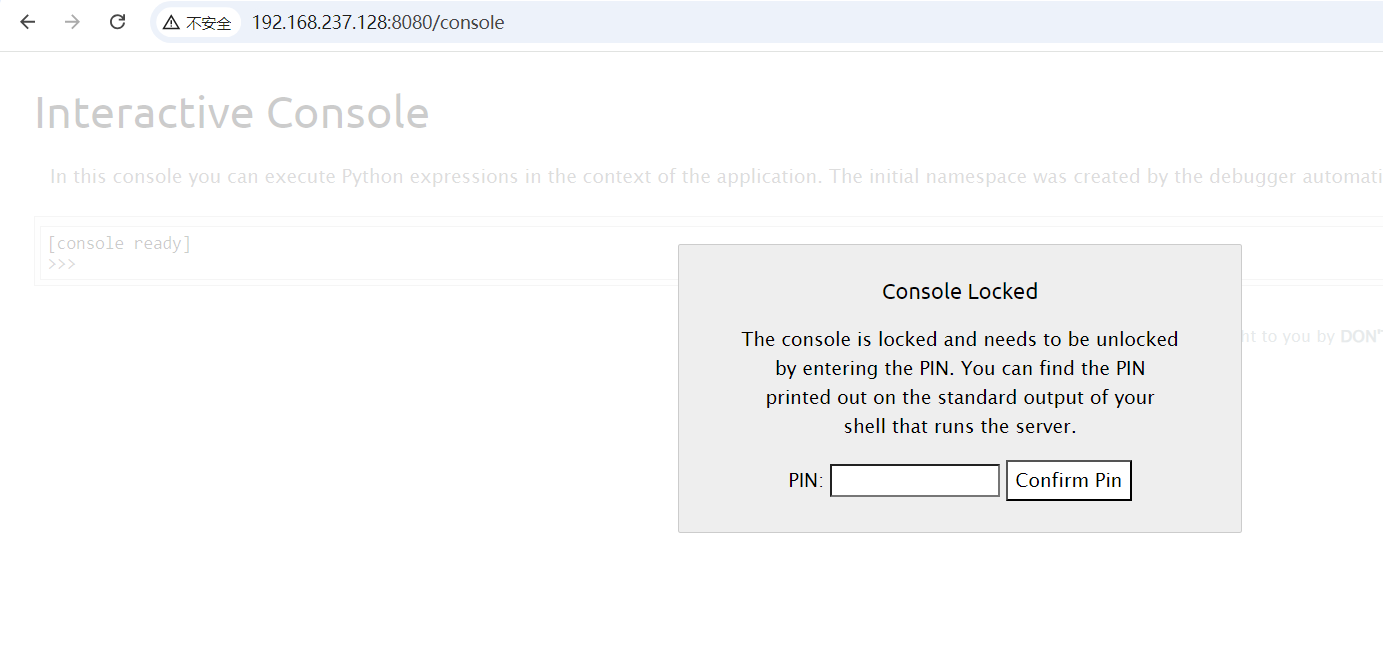 不安全 192.168.237.128:8080/console
Interactive Console
In this console you can execute Python expressions in the context of the application. The initial namespace was created by the debugger
[console ready]
>>>
Console Locked
The console is locked and needs to be unlocked
by entering the PIN. You can find the PIN
printed out on the standard output of your
shell that runs the server.
to you by DON'
PIN:
Confirm Pin